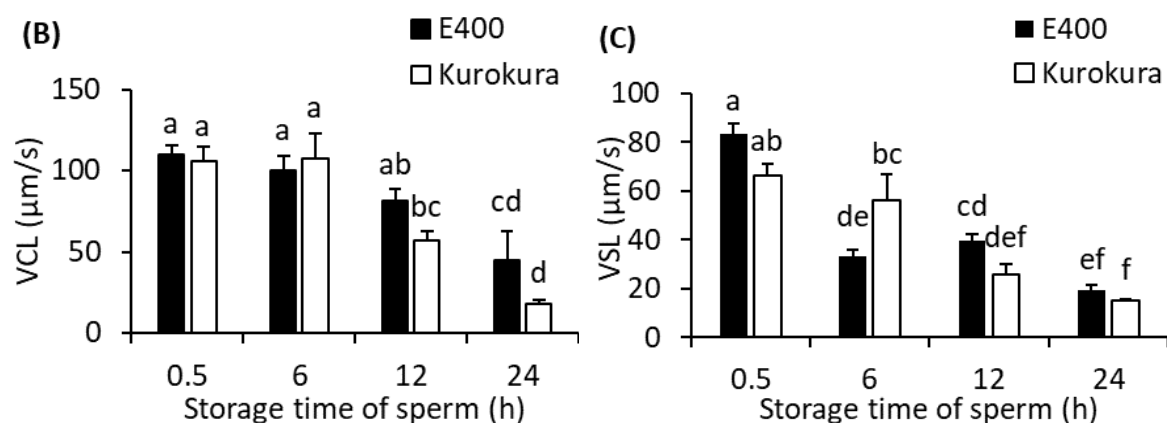 (B)
E400
Kurokura
VCL (µm/s)
150
100
50
0
a a a a ab bc cd d
0.5 6 12 24
Storage time of sperm (h)
(C)
E400
Kurokura
VSL (µm/s)
100
80
60
40
20
0
a ab de bc cd def ef f
0.5 6 12 24
Storage time of sperm (h)